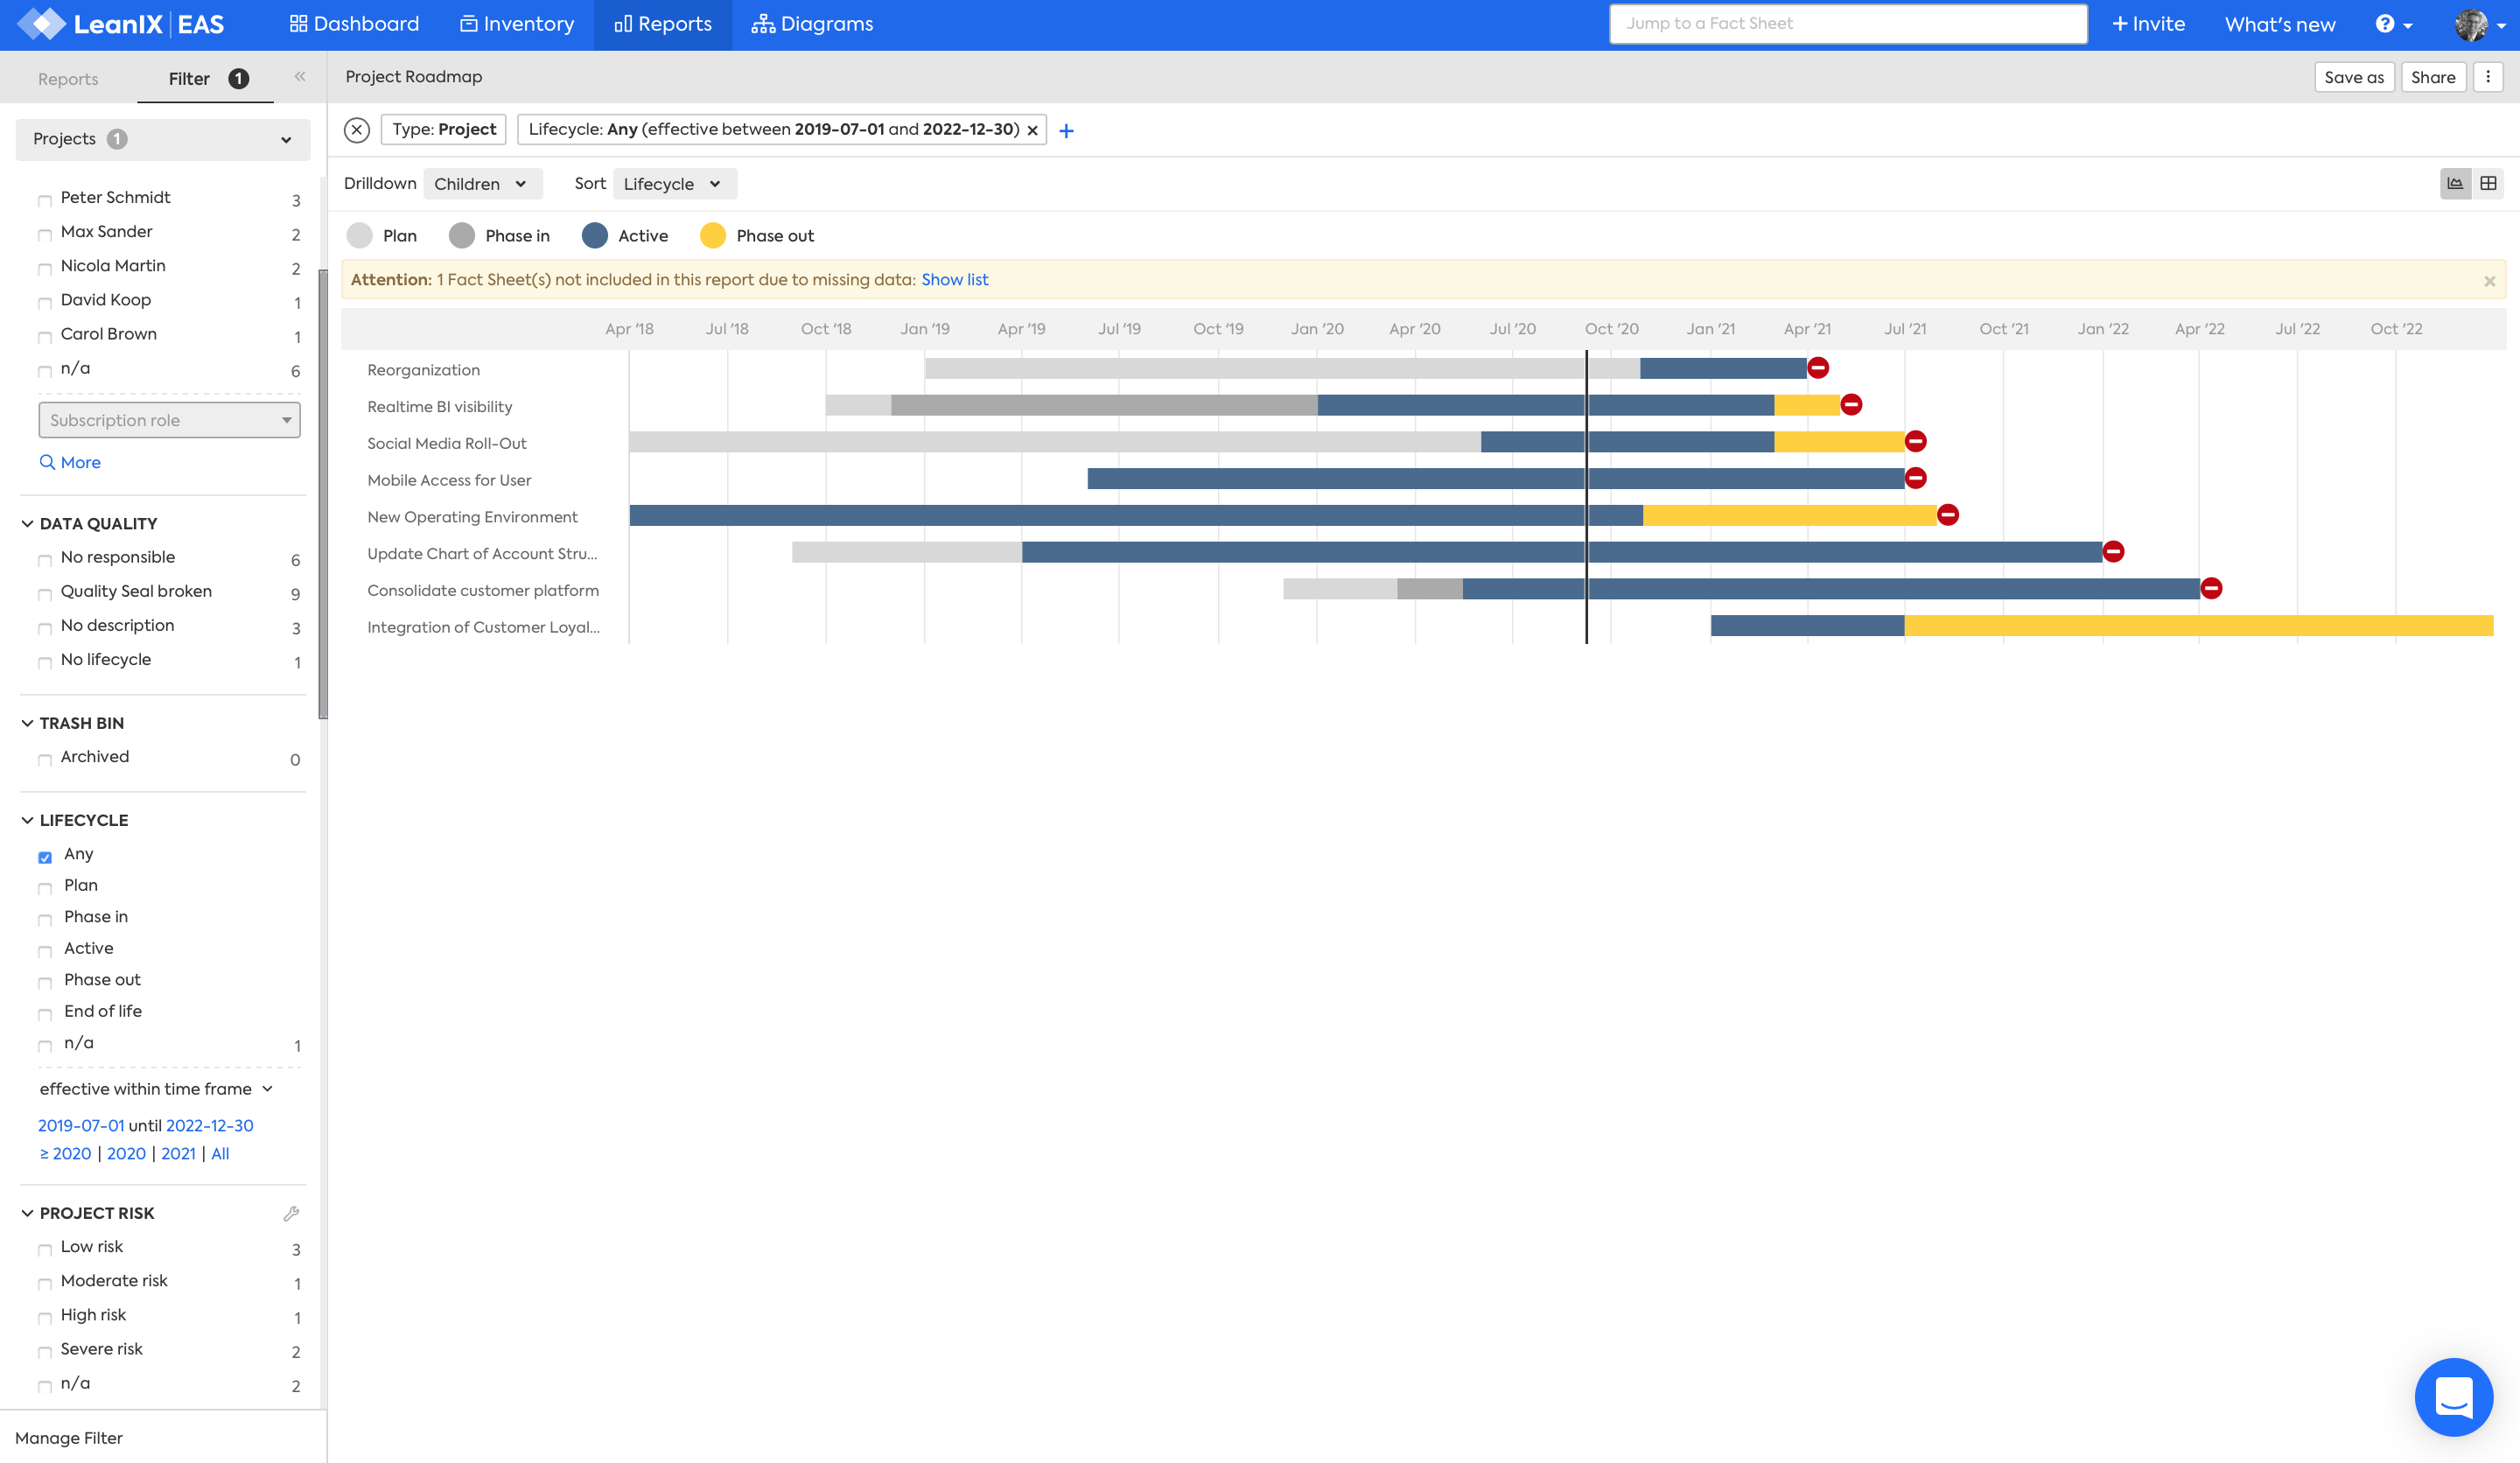 LeanIX EAS
Dashboard
Inventory
Reports
Diagrams
Jump to a Fact Sheet
+ Invite
What's new
?
Reports
Filter 1
Project Roadmap
Save as
Share
Projects 1
Type: Project
Lifecycle: Any (effective between 2019-07-01 and 2022-12-30)
Drilldown Children
Sort Lifecycle
Plan
Phase in
Active
Phase out
Attention: 1 Fact Sheet(s) not included in this report due to missing data: Show list
Apr '18 Jul '18 Oct '18 Jan '19 Apr '19 Jul '19 Oct '19 Jan '20 Apr '20 Jul '20 Oct '20 Jan '21 Apr '21 Jul '21 Oct '21 Jan '22 Apr '22 Jul '22 Oct '22
Reorganization
Realtime BI visibility
Social Media Roll-Out
Mobile Access for User
New Operating Environment
Update Chart of Account Stru...
Consolidate customer platform
Integration of Customer Loyal...
Peter Schmidt 3
Max Sander 2
Nicola Martin 2
David Koop 1
Carol Brown 1
n/a 6
Subscription role
More
DATA QUALITY
No responsible 6
Quality Seal broken 9
No description 3
No lifecycle 1
TRASH BIN
Archived 0
LIFECYCLE
Any
Plan
Phase in
Active
Phase out
End of life
n/a 1
effective within time frame
2019-07-01 until 2022-12-30
≥ 2020 | 2020 | 2021 | All
PROJECT RISK
Low risk 3
Moderate risk 1
High risk 1
Severe risk 2
n/a 2
Manage Filter